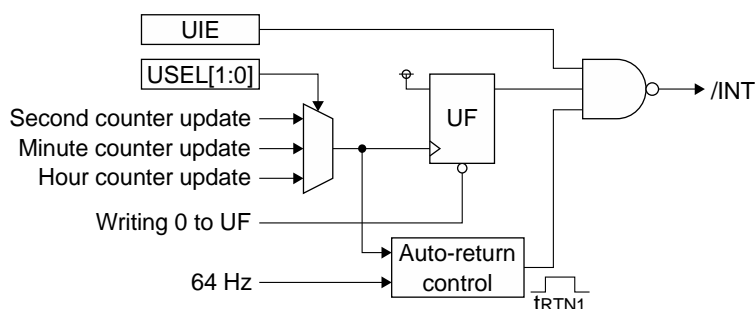 UIE
USEL[1:0]
Second counter update
Minute counter update
Hour counter update
UF
/INT
Writing 0 to UF
64 Hz
Auto-return
control
tRTN1